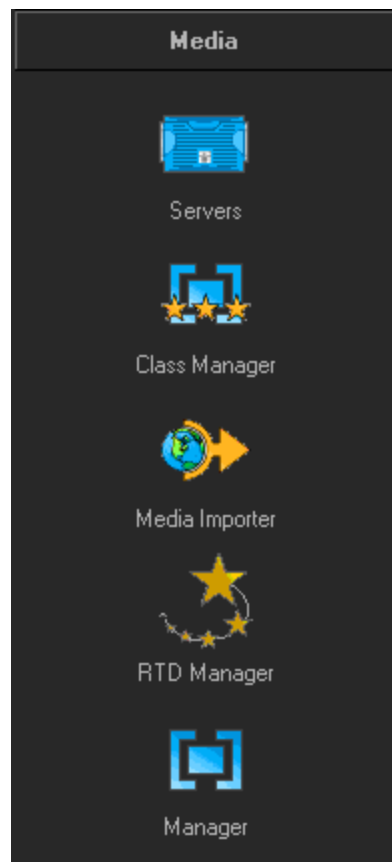 Media
Servers
Class Manager
Media Importer
RTD Manager
Manager